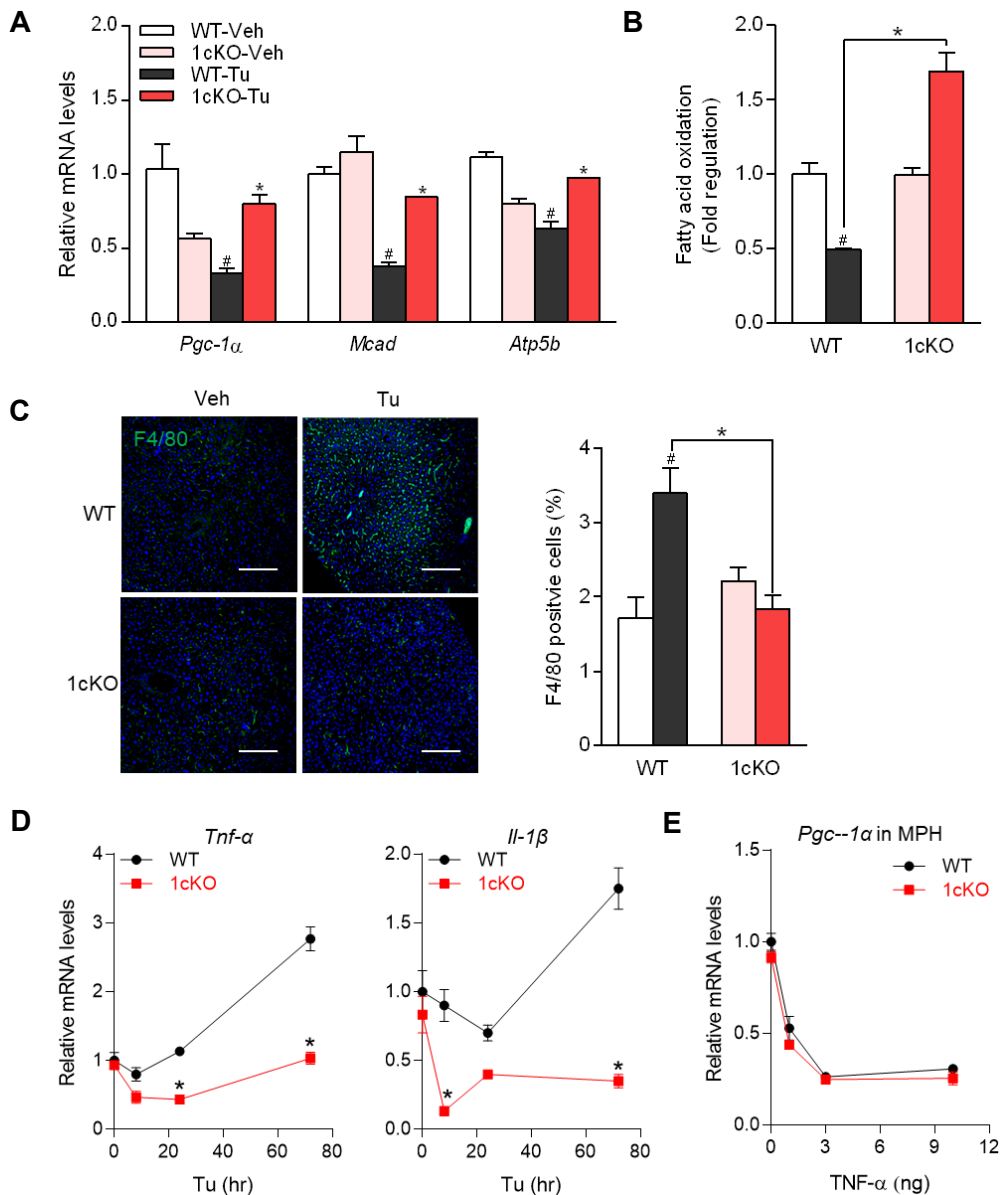 A
2.0
1.5
1.0
0.5
0.0
Relative mRNA levels
WT-Veh
1cKO-Veh
WT-Tu
1cKO-Tu
#
*
#
*
#
*
Pgc-1α
Mcad
Atp5b
B
2.0
1.5
1.0
0.5
0.0
Fatty acid oxidation
(Fold regulation)
#
*
WT
1cKO
C
Veh
Tu
F4/80
WT
1cKO
4
3
2
1
0
F4/80 positvie cells (%)
#
*
WT
1cKO
D
Tnf-α
WT
1cKO
4
3
2
1
0
Relative mRNA levels
*
*
0 20 40 60 80
Tu (hr)
Il-1β
WT
1cKO
2.0
1.5
1.0
0.5
0.0
*
*
0 20 40 60 80
Tu (hr)
E
Pgc--1α in MPH
WT
1cKO
1.5
1.0
0.5
0.0
Relative mRNA levels
0 3 6 9 12
TNF-α (ng)